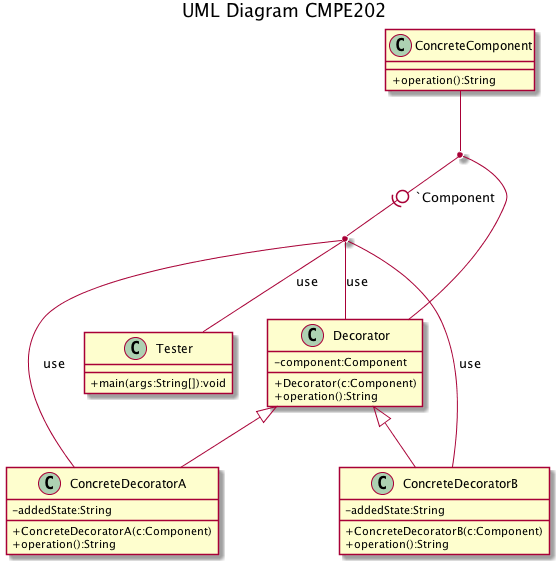 UML Diagram CMPE202
C ConcreteComponent
+operation():String
`Component
use
use
use
use
C Tester
+main(args:String[]):void
C Decorator
-component:Component
+Decorator(c:Component)
+operation():String
C ConcreteDecoratorA
-addedState:String
+ConcreteDecoratorA(c:Component)
+operation():String
C ConcreteDecoratorB
-addedState:String
+ConcreteDecoratorB(c:Component)
+operation():String